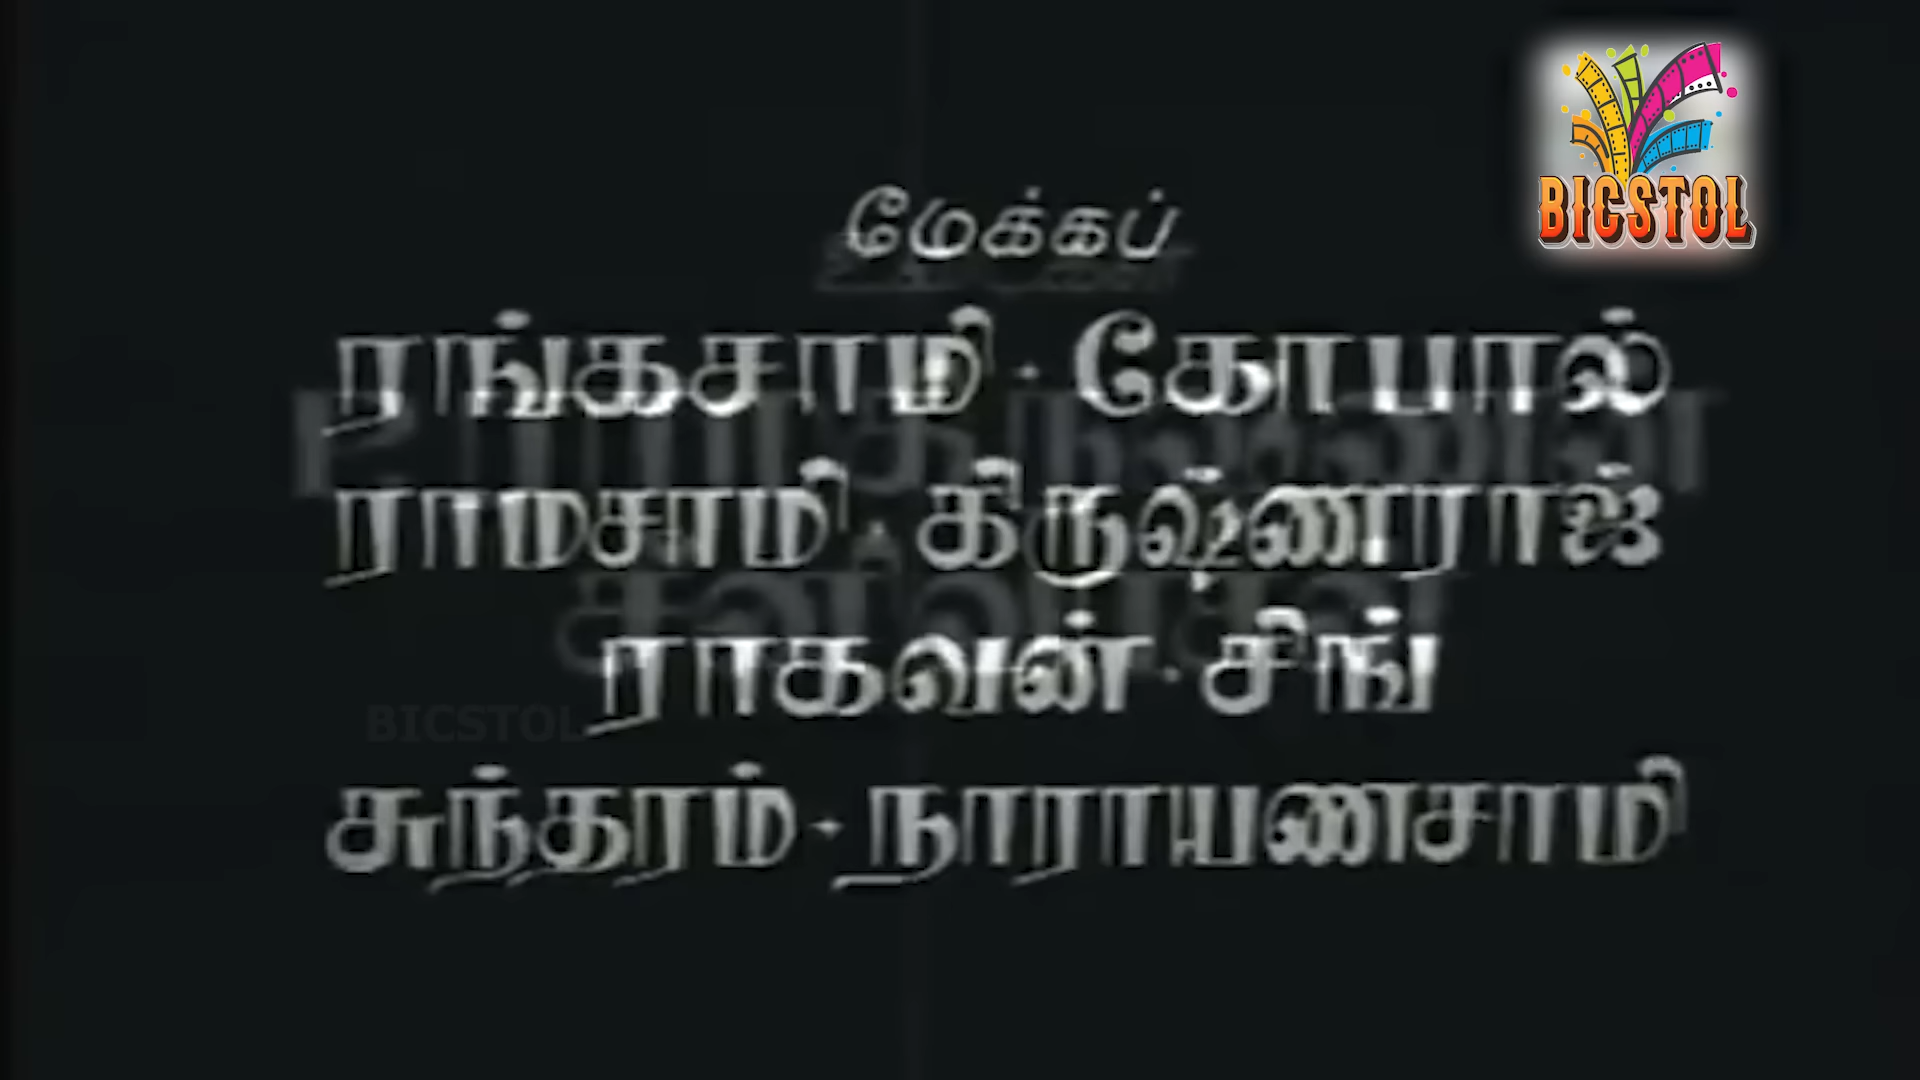 BICSTOL
மேக்கப்
ரங்கசாமி · கோபால்
ராமசாமி · கிருஷ்ணராஜ்
ராகவன் · சிங்
BICSTOL
சுந்தரம் · நாராயணசாமி